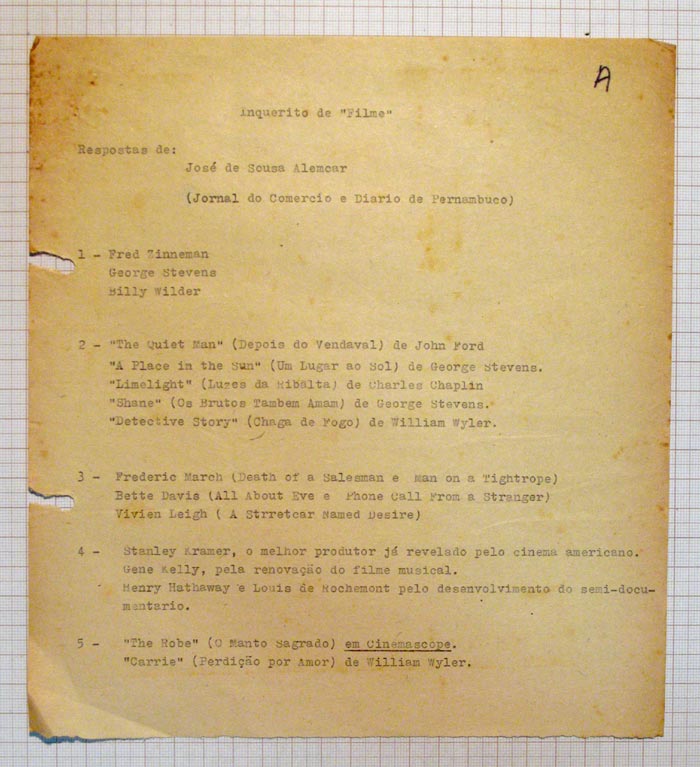 A
Inquerito de "Filme"
Respostas de:
José de Sousa Alemcar
(Jornal do Comercio e Diario de Pernambuco)
1 - Fred Zinneman
George Stevens
Billy Wilder
2 - "The Quiet Man" (Depois do Vendaval) de John Ford
"A Place in the Sun" (Um Lugar ao Sol) de George Stevens.
"Limelight" (Luzes da Ribalta) de Charles Chaplin
"Shane" (Os Brutos Tambem Amam) de George Stevens.
"Detective Story" (Chaga de Fogo) de William Wyler.
3 - Frederic March (Death of a Salesman e Man on a Tightrope)
Bette Davis (All About Eve e Phone Call From a Stranger)
Vivien Leigh ( A Strretcar Named Desire)
4 - Stanley Kramer, o melhor produtor já revelado pelo cinema americano.
Gene Kelly, pela renovação do filme musical.
Henry Hathaway e Louis de Rochemont pelo desenvolvimento do semi-docu-
mentario.
5 - "The Robe" (O Manto Sagrado) em Cinemascope.
"Carrie" (Perdição por Amor) de William Wyler.